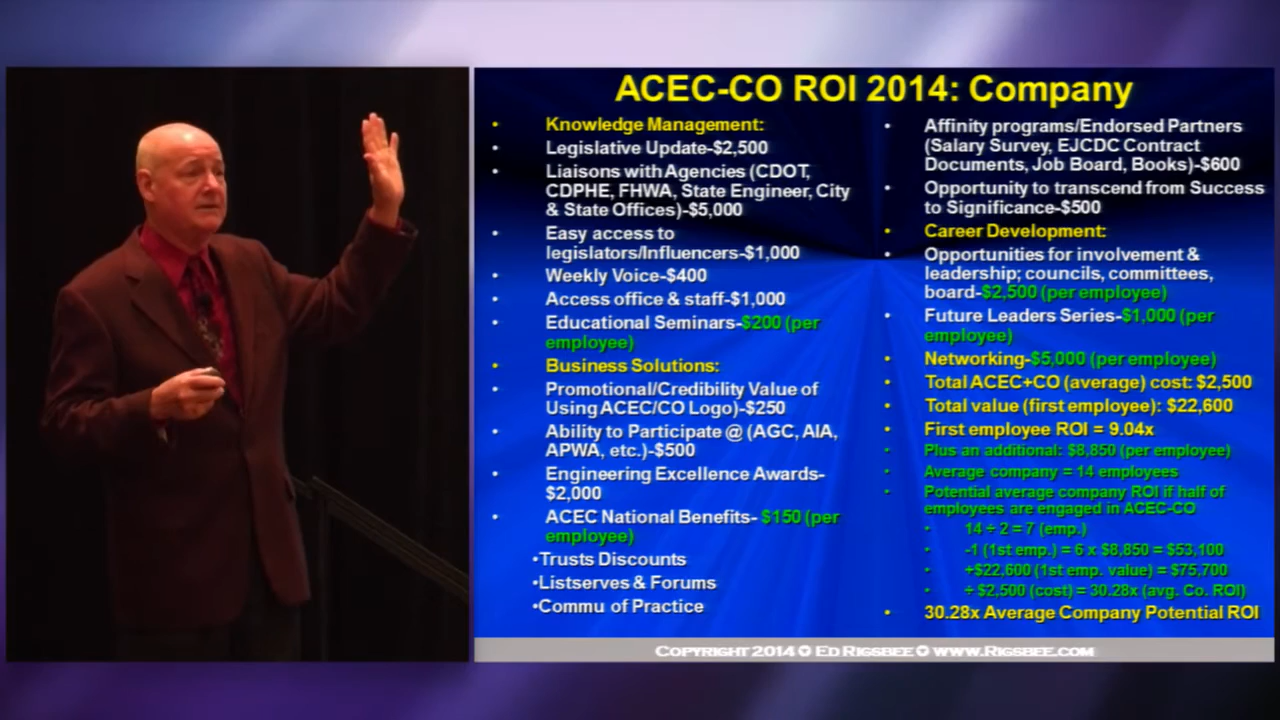 ACEC-CO ROI 2014: Company
• Knowledge Management:
• Legislative Update-$2,500
• Liaisons with Agencies (CDOT,
CDPHE, FHWA, State Engineer, City
& State Offices)-$5,000
• Easy access to
legislators/Influencers-$1,000
• Weekly Voice-$400
• Access office & staff-$1,000
• Educational Seminars-$200 (per
employee)
• Business Solutions:
• Promotional/Credibility Value of
Using ACEC/CO Logo)-$250
• Ability to Participate @ (AGC, AIA,
APWA, etc.)-$500
• Engineering Excellence Awards-
$2,000
• ACEC National Benefits- $150 (per
employee)
•Trusts Discounts
•Listserves & Forums
•Commu of Practice
• Affinity programs/Endorsed Partners
(Salary Survey, EJCDC Contract
Documents, Job Board, Books)-$600
• Opportunity to transcend from Success
to Significance-$500
• Career Development:
• Opportunities for involvement &
leadership; councils, committees,
board-$2,500 (per employee)
• Future Leaders Series-$1,000 (per
employee)
• Networking-$5,000 (per employee)
• Total ACEC+CO (average) cost: $2,500
• Total value (first employee): $22,600
• First employee ROI = 9.04x
• Plus an additional: $8,850 (per employee)
• Average company = 14 employees
• Potential average company ROI if half of
employees are engaged in ACEC-CO
• 14 ÷ 2 = 7 (emp.)
• -1 (1st emp.) = 6 x $8,850 = $53,100
• +$22,600 (1st emp. value) = $75,700
• ÷ $2,500 (cost) = 30.28x (avg. Co. ROI)
• 30.28x Average Company Potential ROI
Copyright 2014 ✪ Ed Rigsbee ✪ www.Rigsbee.com